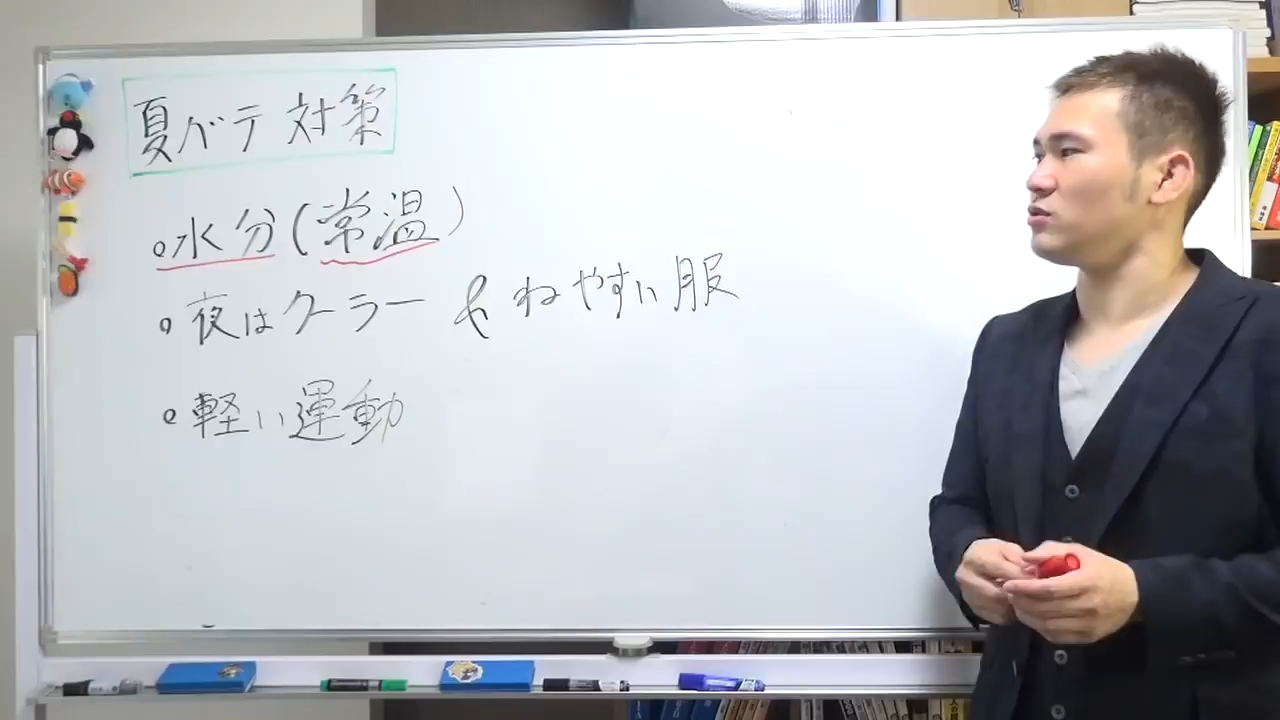 夏バテ対策
水分(常温)
夜はクーラー & ねやすい服
軽い運動